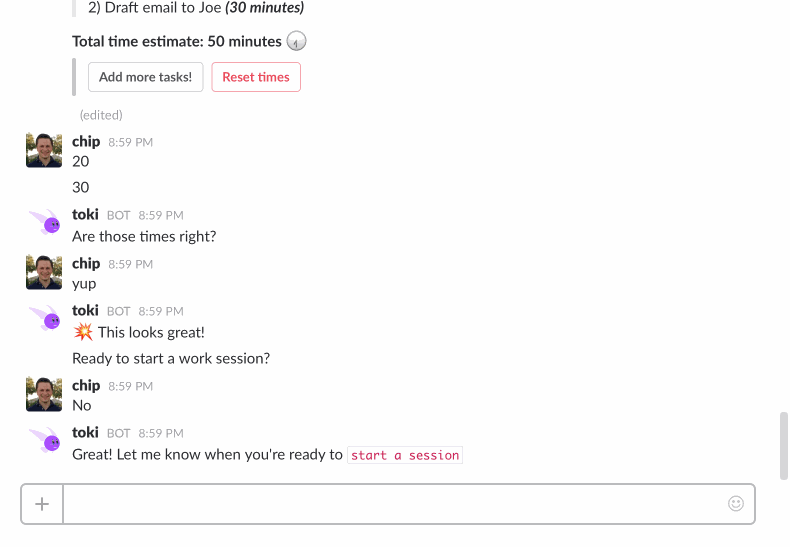 2) Draft email to Joe (30 minutes)
Total time estimate: 50 minutes
Add more tasks! Reset times
(edited)
chip 8:59 PM
20
30
toki BOT 8:59 PM
Are those times right?
chip 8:59 PM
yup
toki BOT 8:59 PM
This looks great!
Ready to start a work session?
chip 8:59 PM
No
toki BOT 8:59 PM
Great! Let me know when you're ready to start a session